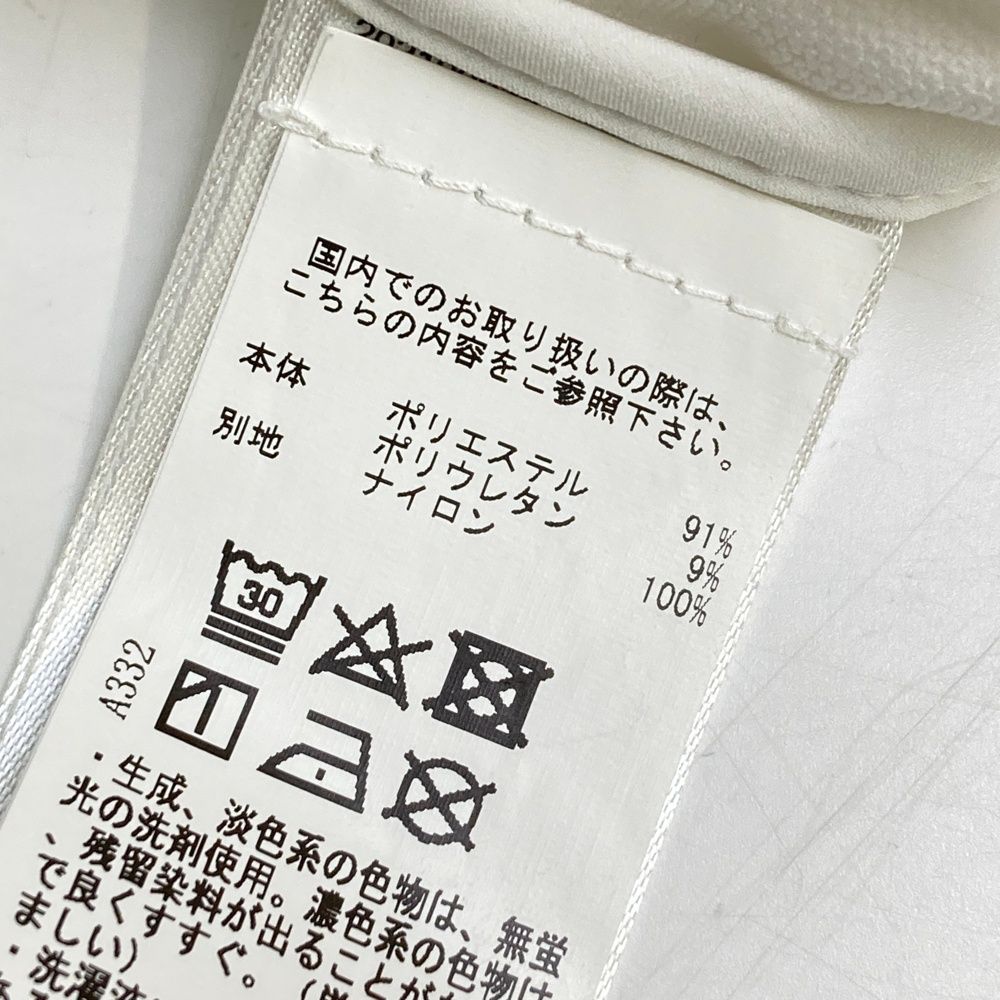 国内でのお取り扱いの際は、
こちらの内容をご参照下さい。
本体 ポリエステル 91%
ポリウレタン 9%
別地 ナイロン 100%
30
A332
・生成、淡色系の色物は、無蛍
光の洗剤使用。濃色系の色物は
、残留染料が出ることが
で良くすすぐ。
ましい）
・洗濯